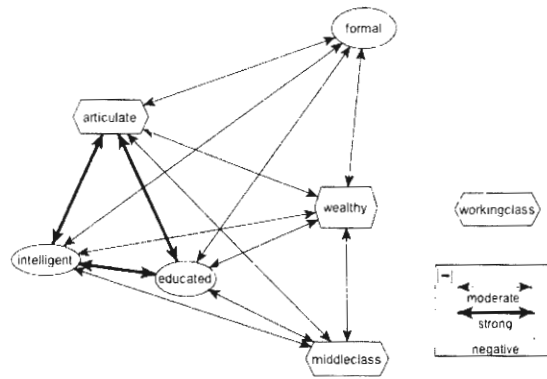 formal
articulate
wealthy
workingclass
intelligent
educated
middleclass
moderate
strong
negative